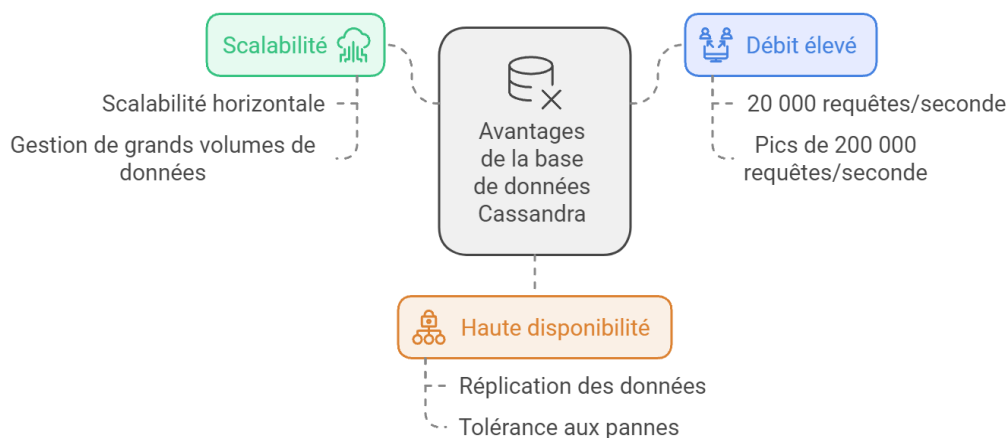 Scalabilité
Scalabilité horizontale
Gestion de grands volumes de
données
Avantages
de la base
de données
Cassandra
Débit élevé
20 000 requêtes/seconde
Pics de 200 000
requêtes/seconde
Haute disponibilité
Réplication des données
Tolérance aux pannes